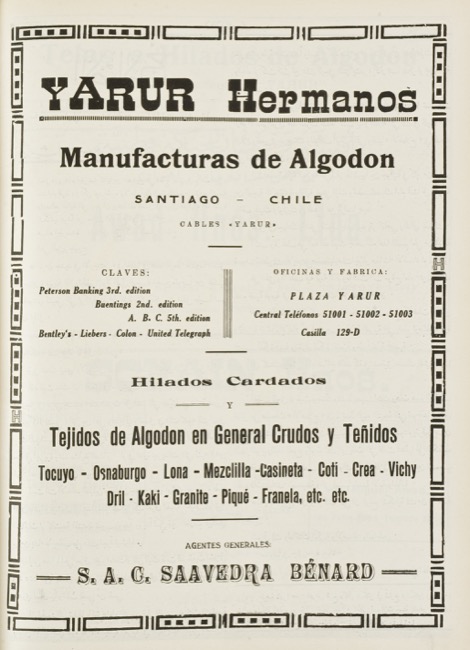 YARUR Hermanos
Manufacturas de Algodon
SANTIAGO - CHILE
CABLES «YARUR»
CLAVES:
Peterson Banking 3rd. edition
Baentings 2nd. edition
A. B. C. 5th. edition
Bentley's - Liebers - Colon - United Telegraph
OFICINAS Y FABRICA:
PLAZA YARUR
Central Teléfonos 51001 - 51002 - 51003
Casilla 129-D
Hilados Cardados
Y
Tejidos de Algodon en General Crudos y Teñidos
Tocuyo - Osnaburgo - Lona - Mezclilla -Casineta - Coti - Crea - Vichy
Dril - Kaki - Granite - Piqué - Franela, etc. etc.
AGENTES GENERALES:
S. A. C. SAAVEDRA BÉNARD